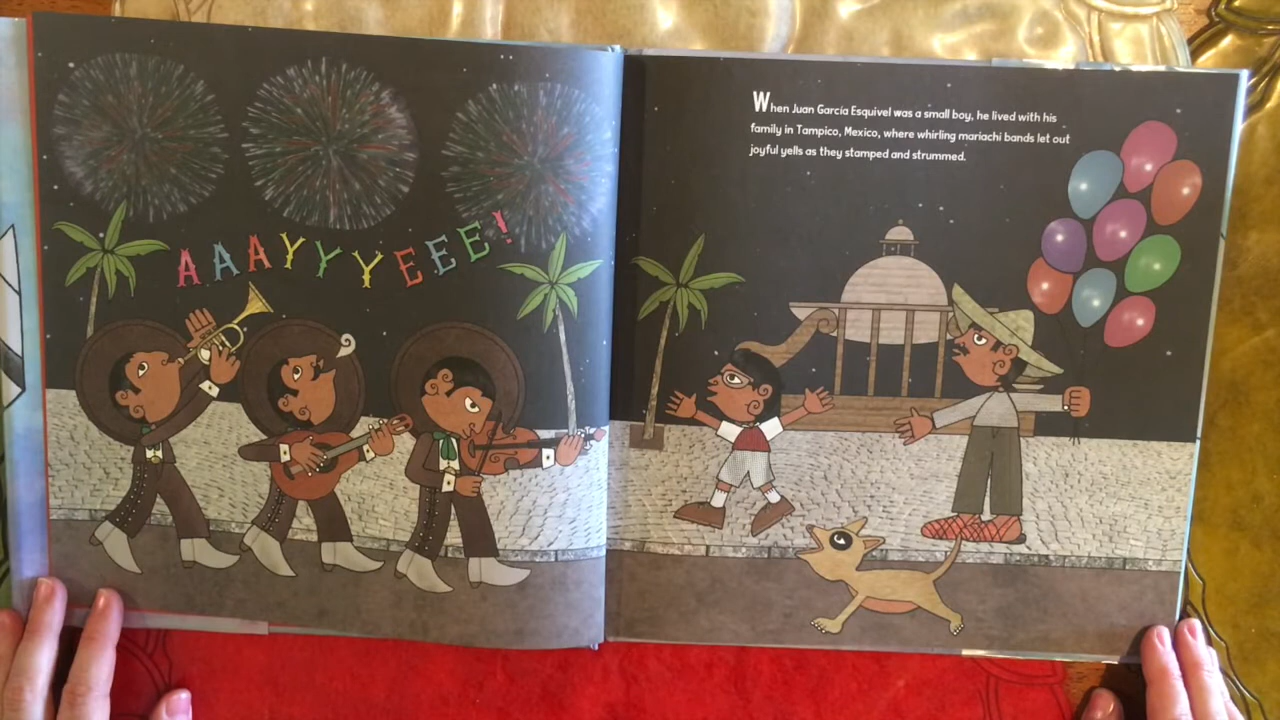 AAAYYYEEE!
When Juan García Esquivel was a small boy, he lived with his
family in Tampico, Mexico, where whirling mariachi bands let out
joyful yells as they stamped and strummed.